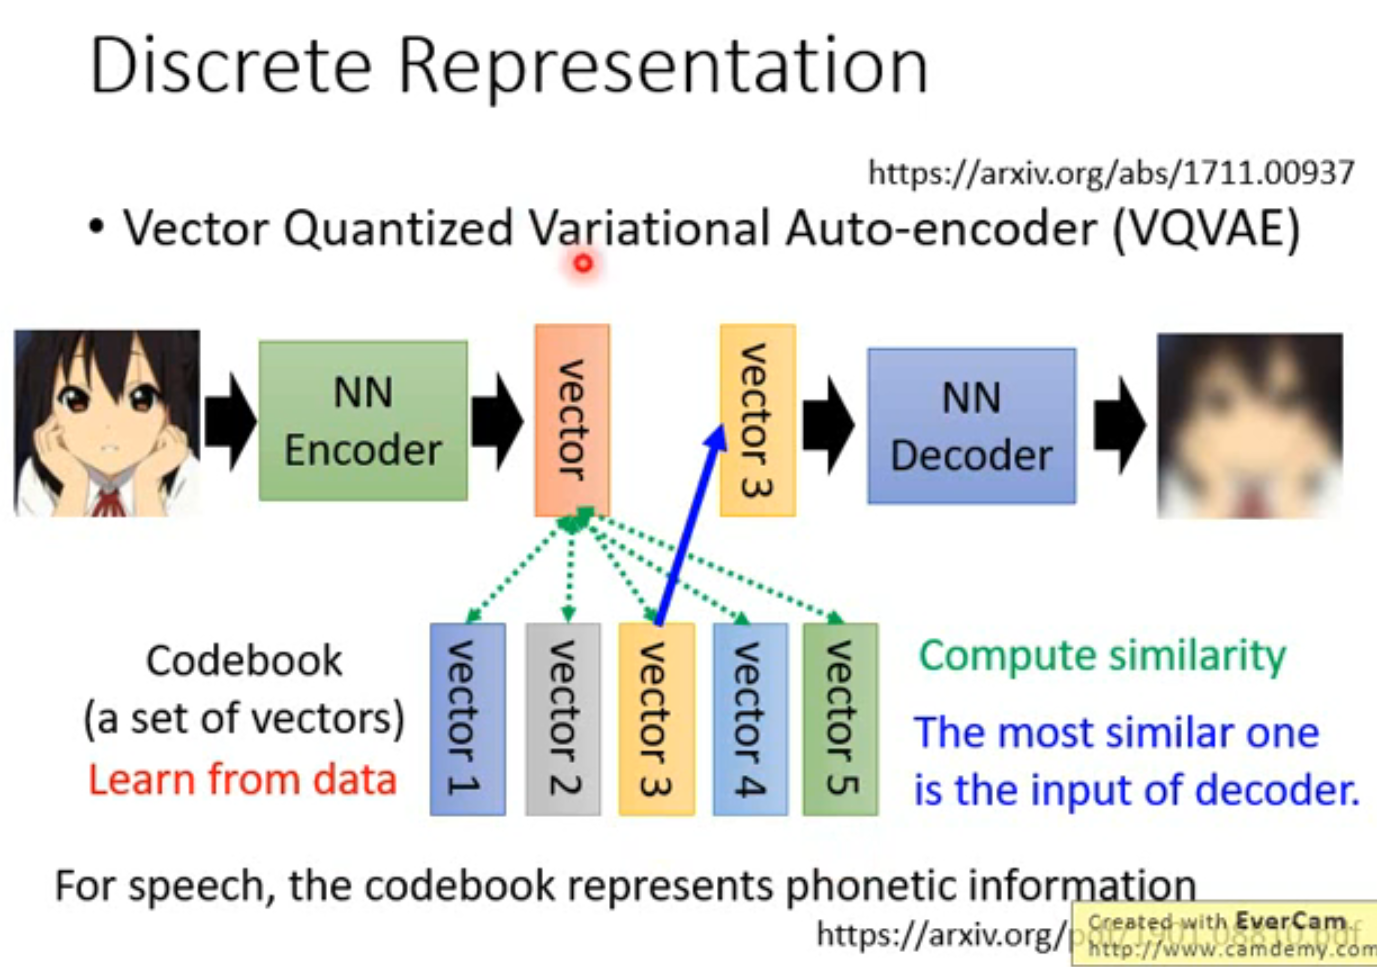 Discrete Representation
https://arxiv.org/abs/1711.00937
• Vector Quantized Variational Auto-encoder (VQVAE)
NN
Encoder
vector
vector 3
NN
Decoder
Codebook
(a set of vectors)
Learn from data
vector 1
vector 2
vector 3
vector 4
vector 5
Compute similarity
The most similar one
is the input of decoder.
For speech, the codebook represents phonetic information
https://arxiv.org/
Created with EverCam
http://www.camdemy.com